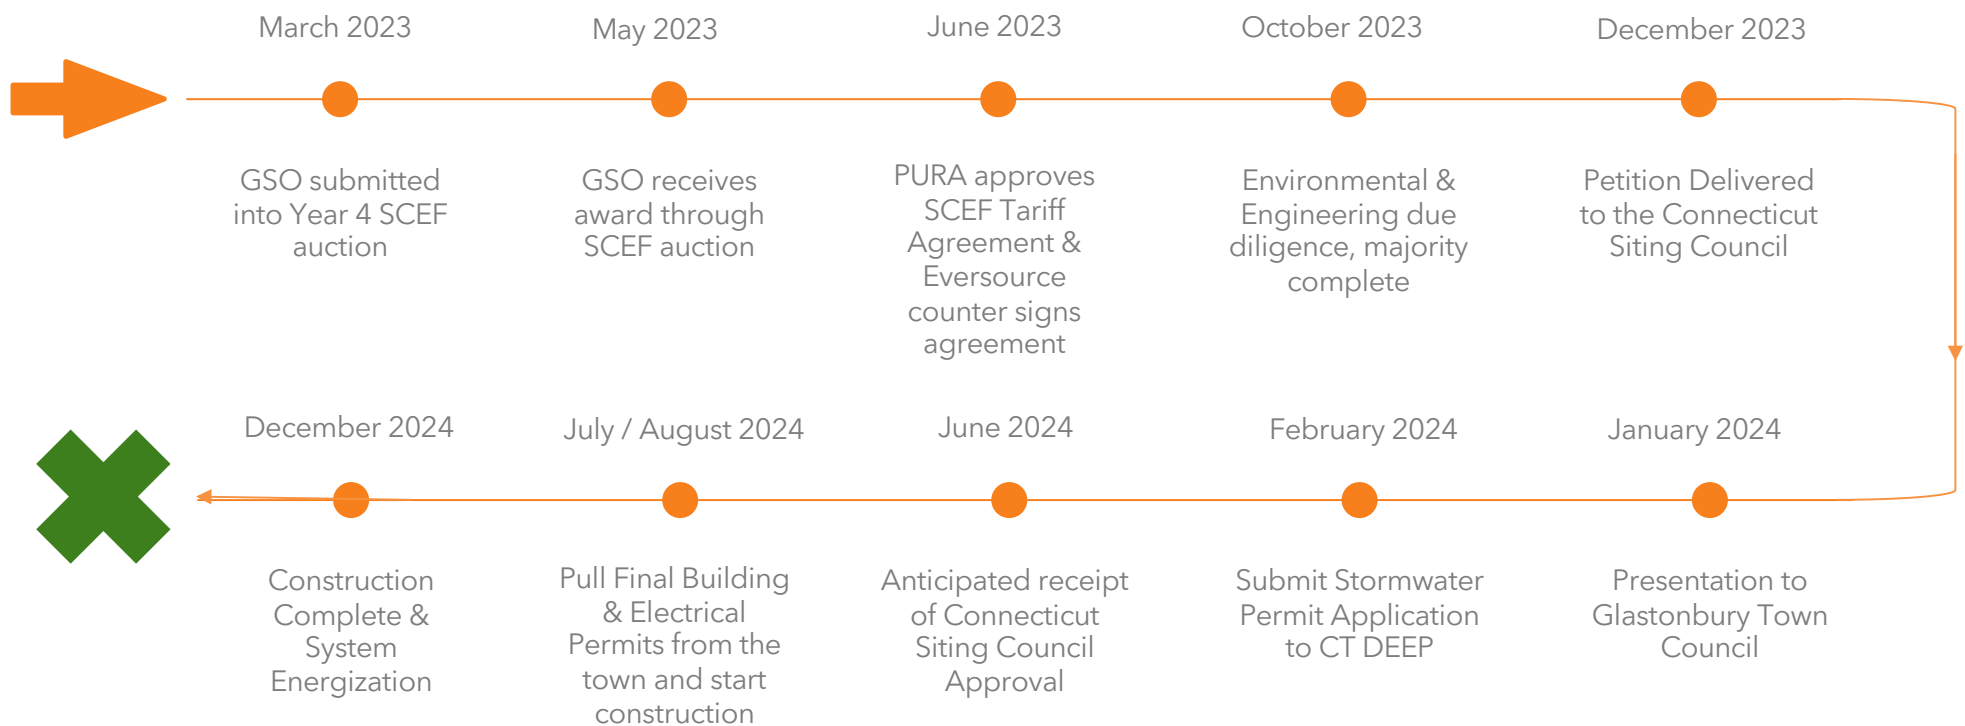 March 2023
May 2023
June 2023
October 2023
December 2023
GSO submitted
into Year 4 SCEF
auction
GSO receives
award through
SCEF auction
PURA approves
SCEF Tariff
Agreement &
Eversource
counter signs
agreement
Environmental &
Engineering due
diligence, majority
complete
Petition Delivered
to the Connecticut
Siting Council
January 2024
February 2024
June 2024
July / August 2024
December 2024
Presentation to
Glastonbury Town
Council
Submit Stormwater
Permit Application
to CT DEEP
Anticipated receipt
of Connecticut
Siting Council
Approval
Pull Final Building
& Electrical
Permits from the
town and start
construction
Construction
Complete &
System
Energization